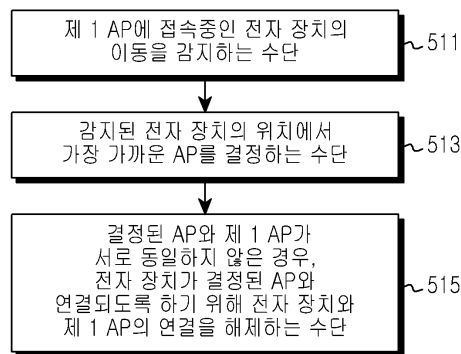 제 1 AP에 접속중인 전자 장치의
이동을 감지하는 수단
511
감지된 전자 장치의 위치에서
가장 가까운 AP를 결정하는 수단
513
결정된 AP와 제 1 AP가
서로 동일하지 않은 경우,
전자 장치가 결정된 AP와
연결되도록 하기 위해 전자 장치와
제 1 AP의 연결을 해제하는 수단
515